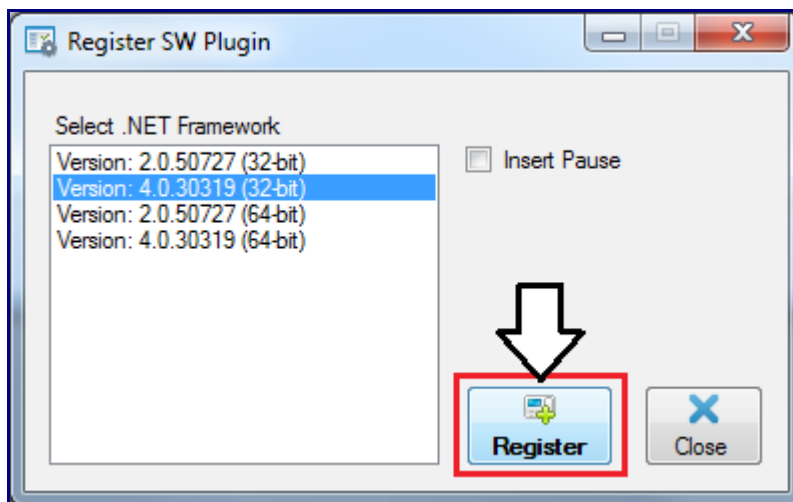 Register SW Plugin
Select .NET Framework
Version: 2.0.50727 (32-bit)
Version: 4.0.30319 (32-bit)
Version: 2.0.50727 (64-bit)
Version: 4.0.30319 (64-bit)
Insert Pause
Register
Close